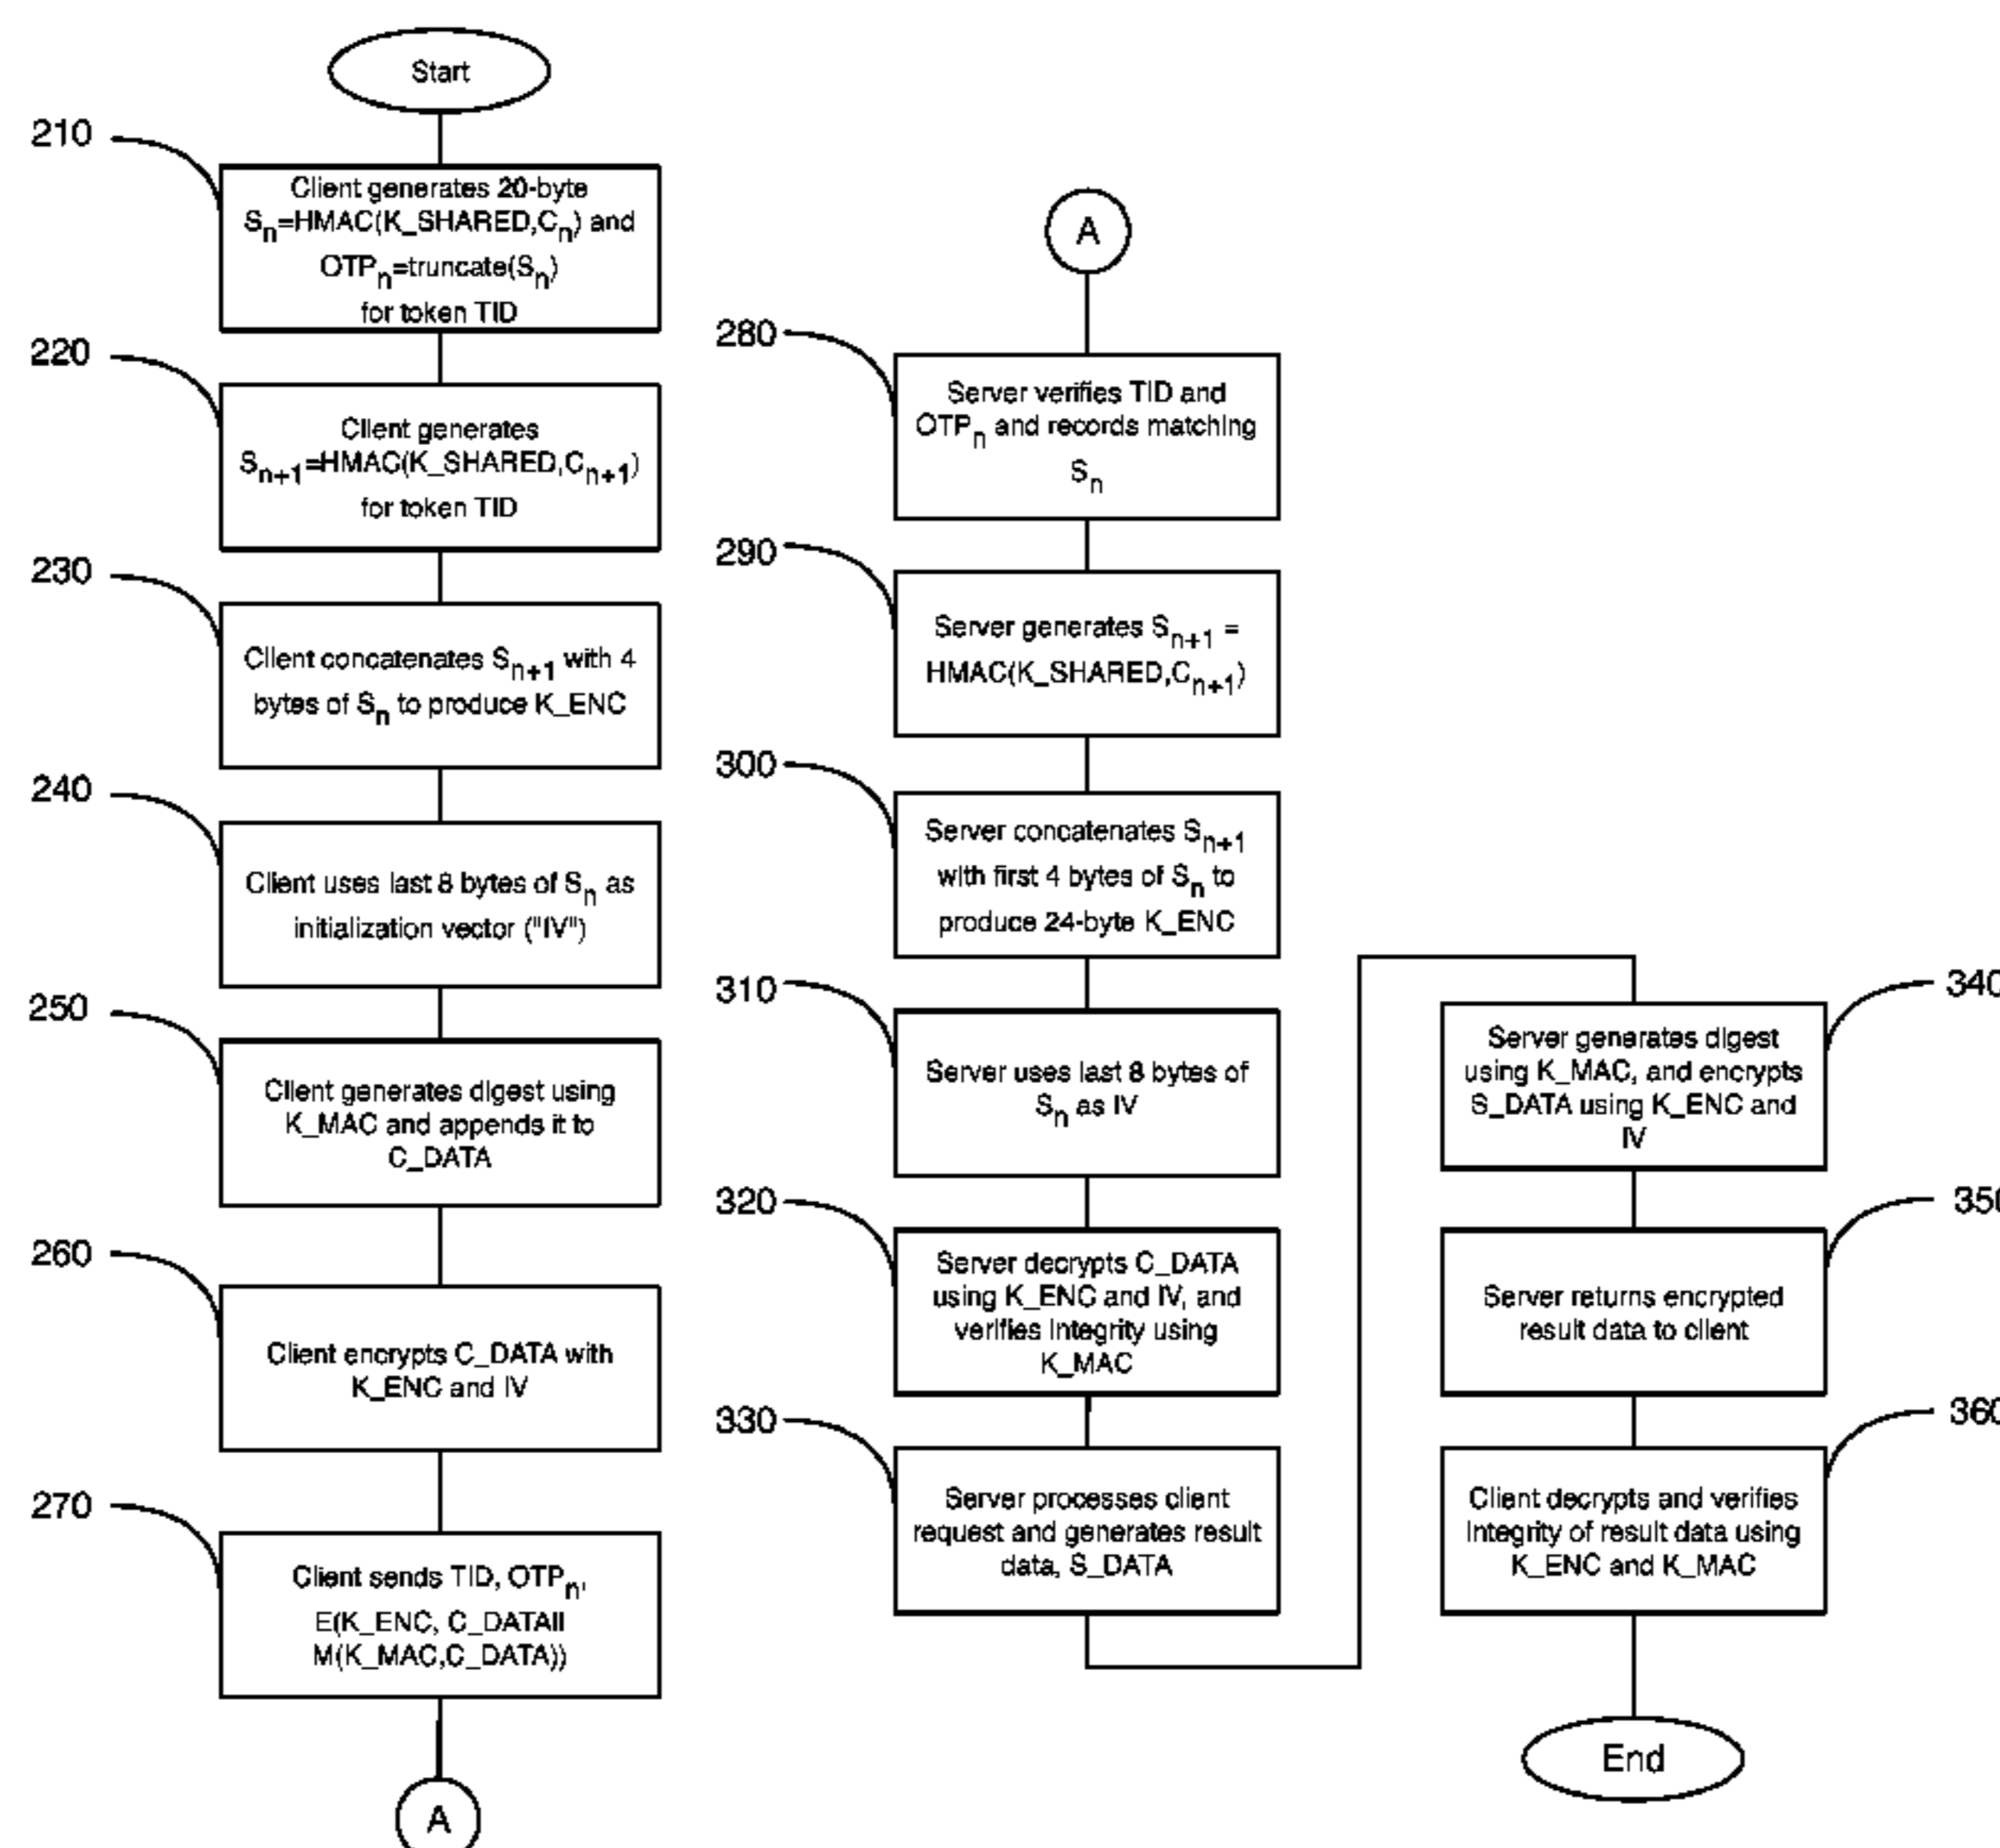 Start
210
Client generates 20-byte
Sn=HMAC(K_SHARED,Cn) and
OTPn=truncate(Sn)
for token TID
220
Client generates
Sn+1=HMAC(K_SHARED,Cn+1)
for token TID
230
Client concatenates Sn+1 with 4
bytes of Sn to produce K_ENC
240
Client uses last 8 bytes of Sn as
initialization vector ("IV")
250
Client generates digest using
K_MAC and appends it to
C_DATA
260
Client encrypts C_DATA with
K_ENC and IV
270
Client sends TID, OTPn,
E(K_ENC, C_DATAII
M(K_MAC,C_DATA))
A
A
280
Server verifies TID and
OTPn and records matching
Sn
290
Server generates Sn+1 =
HMAC(K_SHARED,Cn+1)
300
Server concatenates Sn+1
with first 4 bytes of Sn to
produce 24-byte K_ENC
310
Server uses last 8 bytes of
Sn as IV
320
Server decrypts C_DATA
using K_ENC and IV, and
verifies integrity using
K_MAC
330
Server processes client
request and generates result
data, S_DATA
340
Server generates digest
using K_MAC, and encrypts
S_DATA using K_ENC and
IV
350
Server returns encrypted
result data to client
360
Client decrypts and verifies
integrity of result data using
K_ENC and K_MAC
End